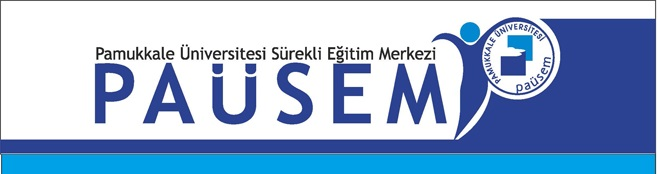 Pamukkale Üniversitesi Sürekli Eğitim Merkezi
PAÜSEM
PAMUKKALE ÜNİVERSİTESİ
paüsem